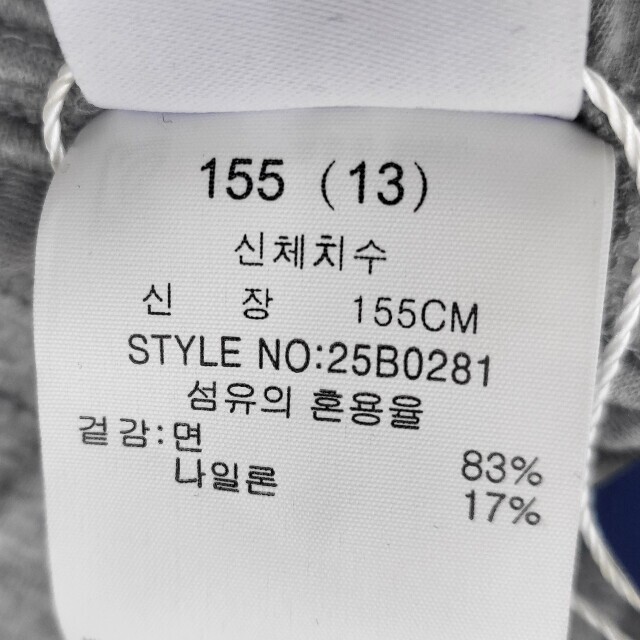 155 (13)
신체치수
신 장 155CM
STYLE NO:25B0281
섬유의 혼용율
겉감:면 83%
나일론 17%